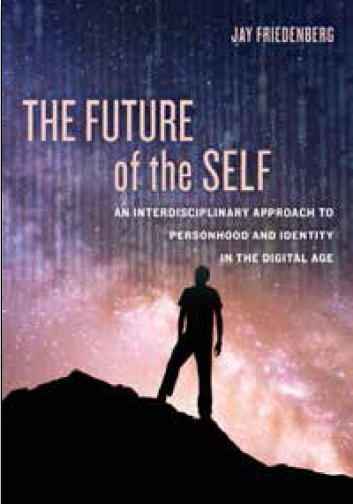 JAY FRIEDENBERG
THE FUTURE
of the SELF
AN INTERDISCIPLINARY APPROACH TO
PERSONHOOD AND IDENTITY
IN THE DIGITAL AGE